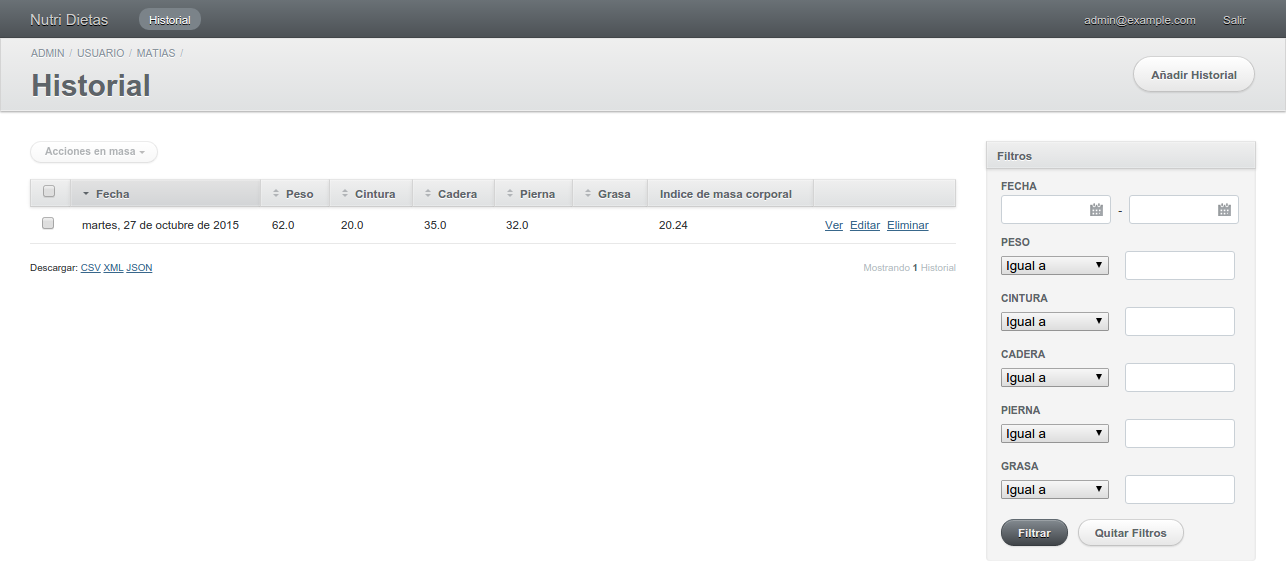 Nutri Dietas Historial admin@example.com Salir
ADMIN / USUARIO / MATIAS /
Historial
Añadir Historial
Acciones en masa
Fecha Peso Cintura Cadera Pierna Grasa Indice de masa corporal
martes, 27 de octubre de 2015 62.0 20.0 35.0 32.0 20.24 Ver Editar Eliminar
Descargar: CSV XML JSON Mostrando 1 Historial
Filtros
FECHA
-
PESO
Igual a
CINTURA
Igual a
CADERA
Igual a
PIERNA
Igual a
GRASA
Igual a
Filtrar Quitar Filtros